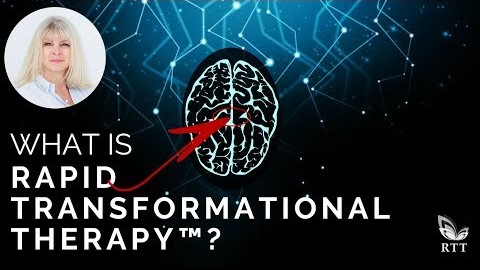 WHAT IS
RAPID
TRANSFORMATIONAL
THERAPY™?
RTT